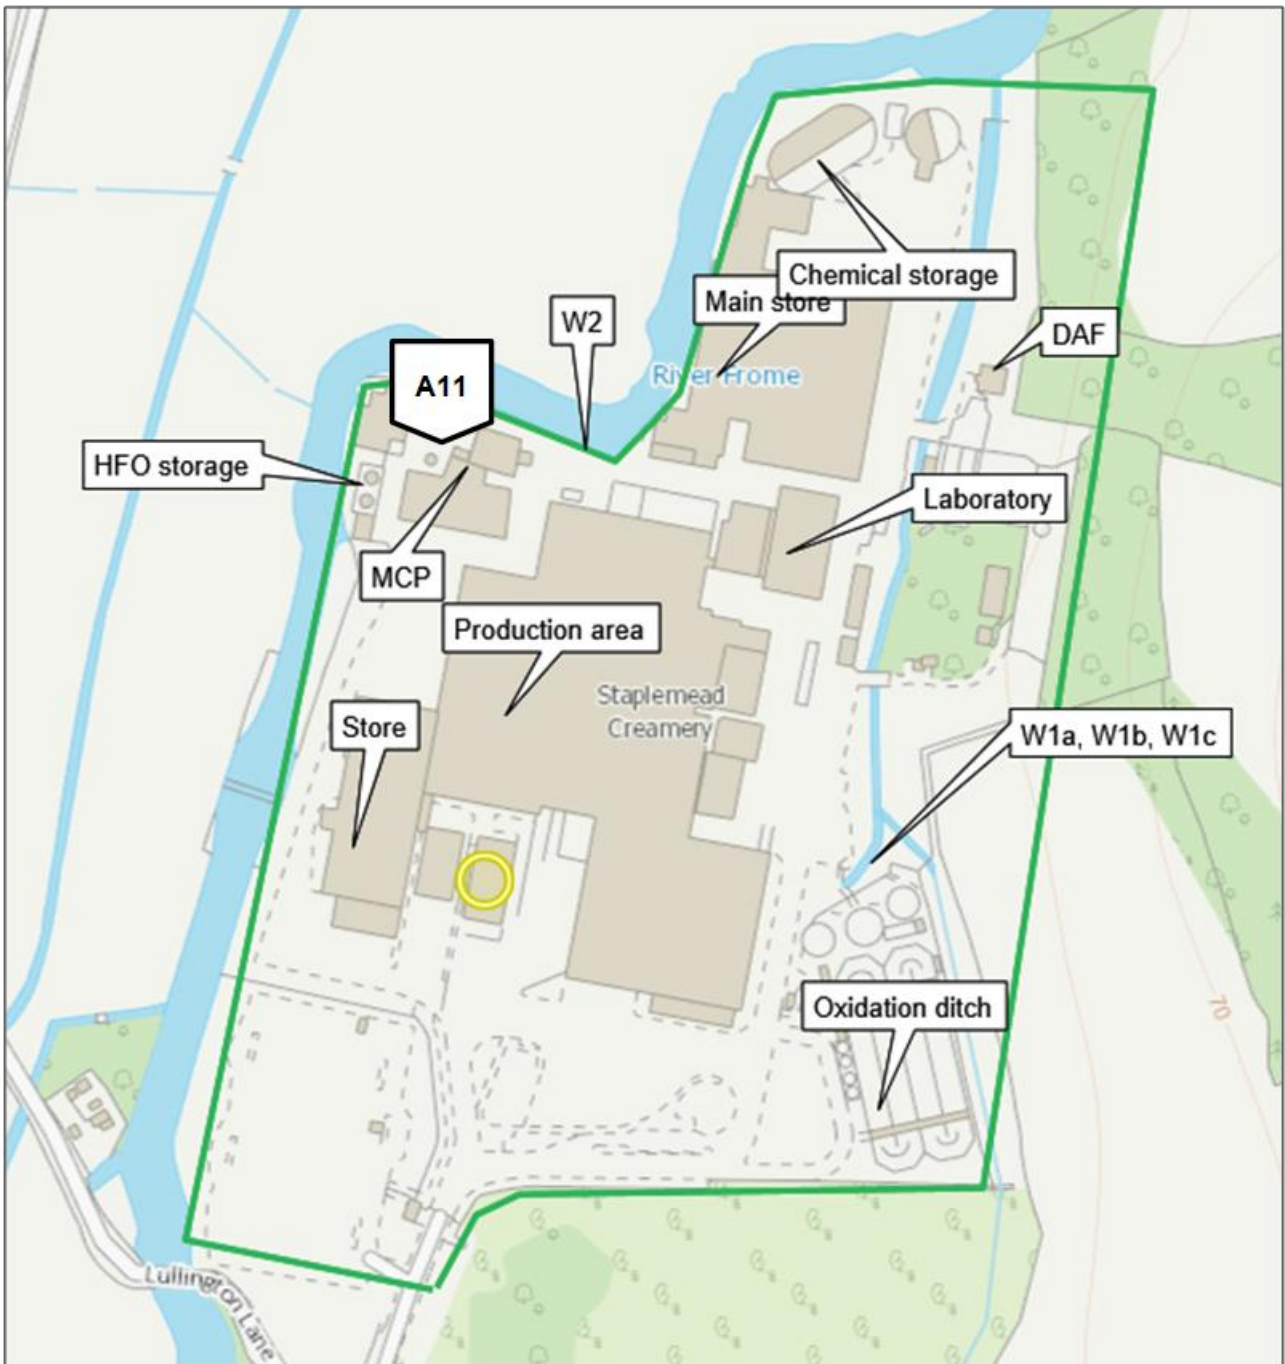 Chemical storage
Main store
W2
DAF
River Frome
A11
HFO storage
Laboratory
MCP
Production area
Staplemead
Creamery
Store
W1a, W1b, W1c
Oxidation ditch
70
Lullington Lane